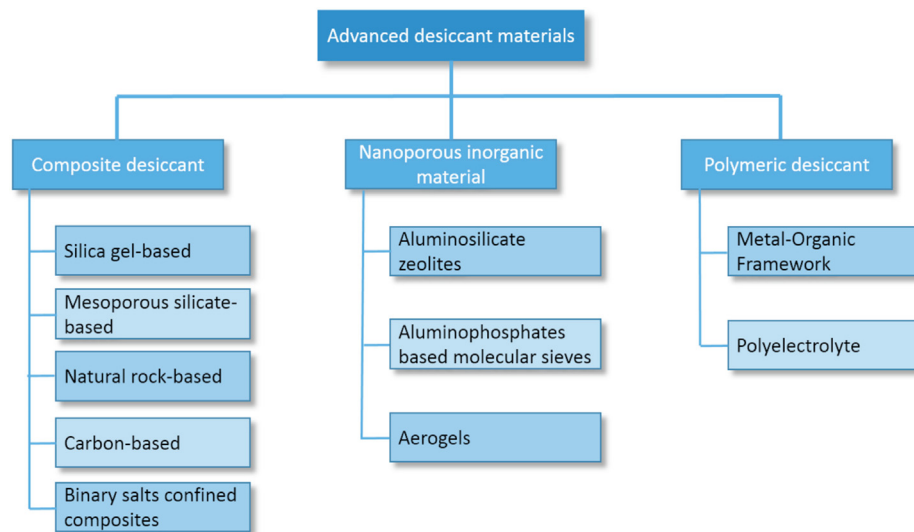 Advanced desiccant materials
Composite desiccant
Silica gel-based
Mesoporous silicate-
based
Natural rock-based
Carbon-based
Binary salts confined
composites
Nanoporous inorganic
material
Aluminosilicate
zeolites
Aluminophosphates
based molecular sieves
Aerogels
Polymeric desiccant
Metal-Organic
Framework
Polyelectrolyte